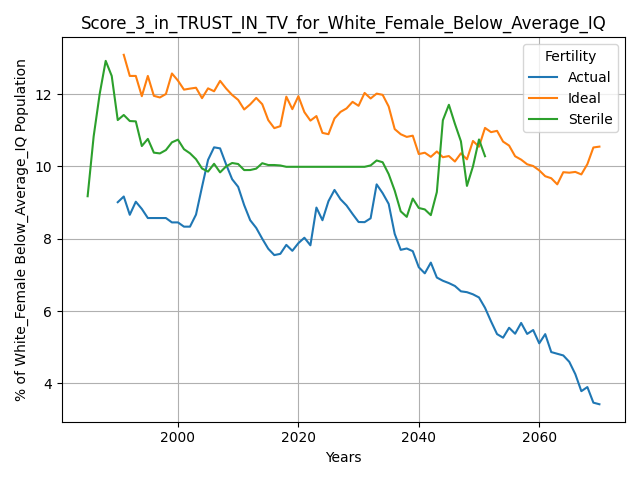 Score_3_in_TRUST_IN_TV_for_White_Female_Below_Average_IQ
% of White_Female Below_Average_IQ Population
12
10
8
6
4
Fertility
Actual
Ideal
Sterile
2000
2020
2040
2060
Years